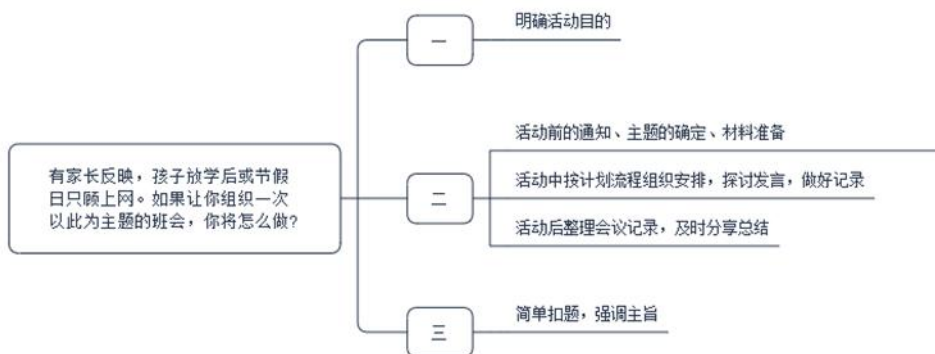 有家长反映，孩子放学后或节假
日只顾上网。如果让你组织一次
以此为主题的班会，你将怎么做?
一
明确活动目的
二
活动前的通知、主题的确定、材料准备
活动中按计划流程组织安排，探讨发言，做好记录
活动后整理会议记录，及时分享总结
三
简单扣题，强调主旨